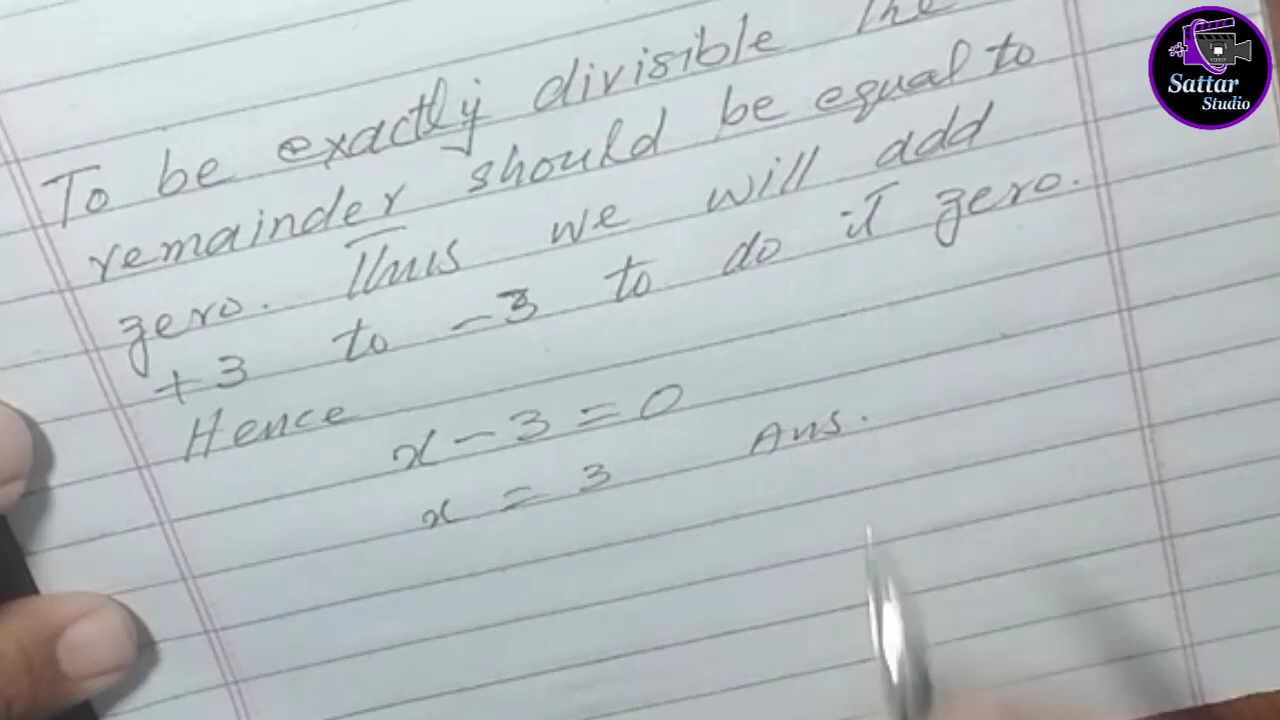 To be exactly divisible The
remainder should be equal to
zero. Thus we will add
+3 to -3 to do it zero.
Hence
x - 3 = 0
x = 3 Ans.
Sattar
Studio